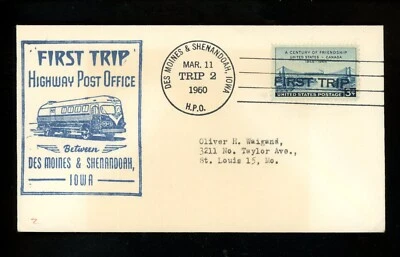 "FIRST TRIP"
HIGHWAY POST OFFICE
Between
DES MOINES & SHENANDOAH,
IOWA
DES MOINES & SHENANDOAH, IOWA
MAR. 11
TRIP 2
1960
H.P.O.
A CENTURY OF FRIENDSHIP
UNITED STATES - CANADA
FIRST TRIP
UNITED STATES POSTAGE 3¢
Oliver H. Weigand,
3211 No. Taylor Ave.,
St. Louis 15, Mo.